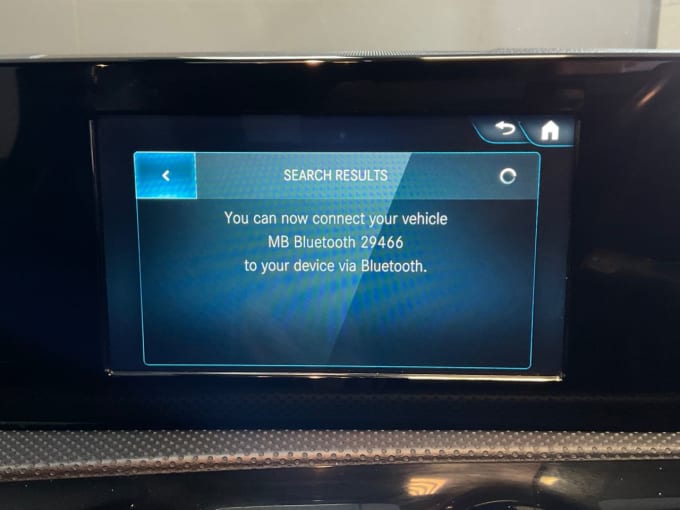 SEARCH RESULTS
You can now connect your vehicle
MB Bluetooth 29466
to your device via Bluetooth.